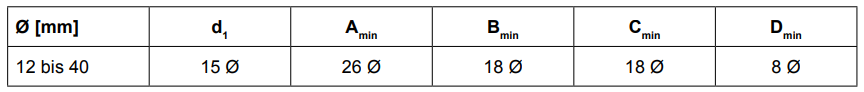 Ø [mm] d₁ Aₘᵢₙ Bₘᵢₙ Cₘᵢₙ Dₘᵢₙ
12 bis 40 15 Ø 26 Ø 18 Ø 18 Ø 8 Ø